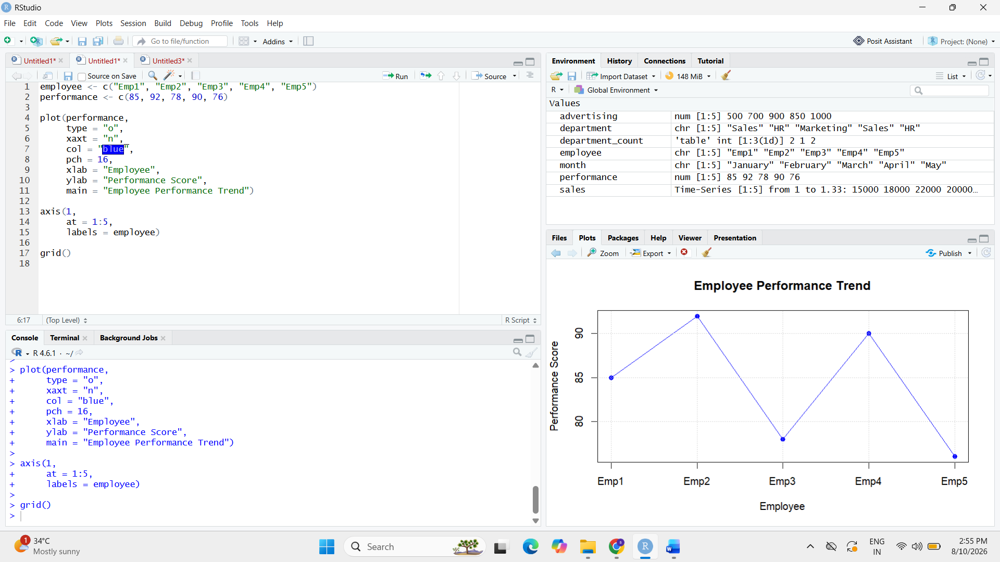 RStudio
File Edit Code View Plots Session Build Debug Profile Tools Help
Go to file/function Addins Posit Assistant Project: (None)
Untitled1* Untitled1* Untitled3*
Source on Save Run Source
1 employee <- c("Emp1", "Emp2", "Emp3", "Emp4", "Emp5")
2 performance <- c(85, 92, 78, 90, 76)
3
4 plot(performance,
5 type = "o",
6 xaxt = "n",_
7 col = "blue",
8 pch = 16,
9 xlab = "Employee",
10 ylab = "Performance Score",
11 main = "Employee Performance Trend")
12
13 axis(1,
14 at = 1:5,
15 labels = employee)
16
17 grid()
18
6:17 (Top Level) R Script
Console Terminal Background Jobs
R 4.6.1 · ~/
>
> plot(performance,
+ type = "o",
+ xaxt = "n",
+ col = "blue",
+ pch = 16,
+ xlab = "Employee",
+ ylab = "Performance Score",
+ main = "Employee Performance Trend")
>
> axis(1,
+ at = 1:5,
+ labels = employee)
>
> grid()
>
Environment History Connections Tutorial
Import Dataset 148 MiB List
R Global Environment
Values
advertising num [1:5] 500 700 900 850 1000
department chr [1:5] "Sales" "HR" "Marketing" "Sales" "HR"
department_count 'table' int [1:3(1d)] 2 1 2
employee chr [1:5] "Emp1" "Emp2" "Emp3" "Emp4" "Emp5"
month chr [1:5] "January" "February" "March" "April" "May"
performance num [1:5] 85 92 78 90 76
sales Time-Series [1:5] from 1 to 1.33: 15000 18000 22000 20000…
Files Plots Packages Help Viewer Presentation
Zoom Export Publish
Employee Performance Trend
Performance Score
90
85
80
Emp1 Emp2 Emp3 Emp4 Emp5
Employee
1 34°C
Mostly sunny
Search
ENG
IN
2:55 PM
8/10/2026